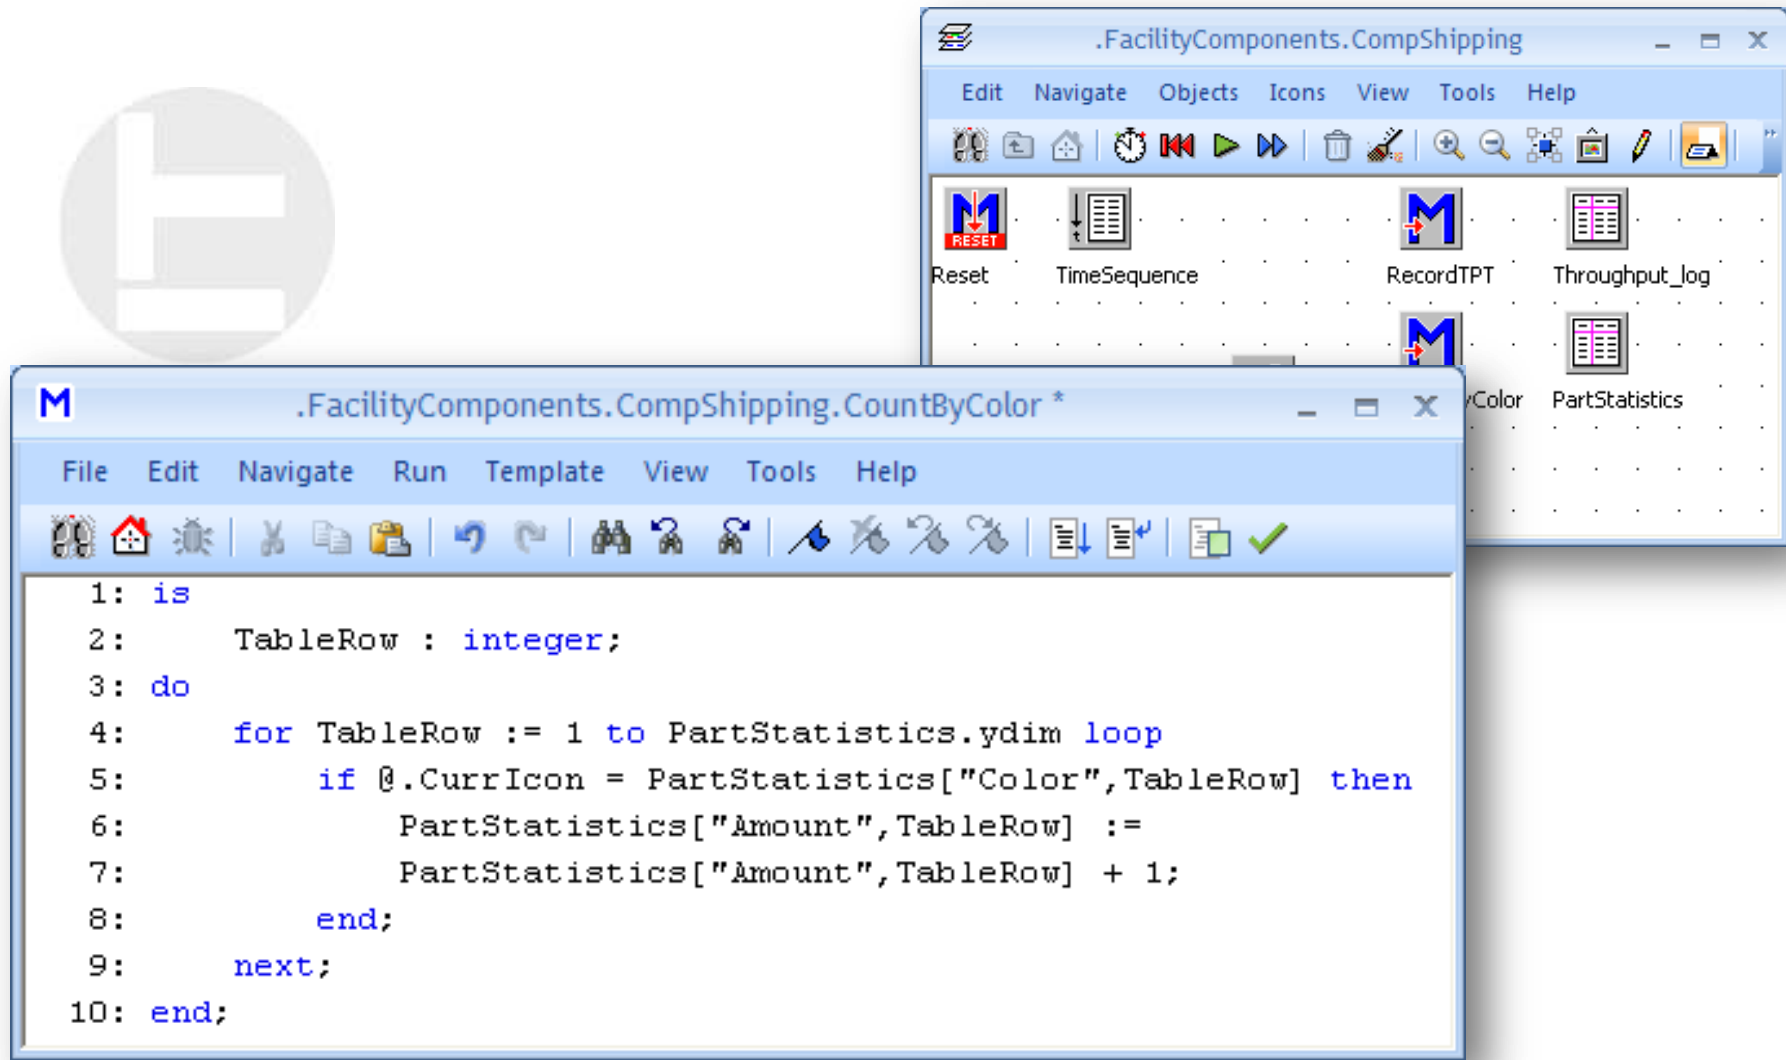 .FacilityComponents.CompShipping
Edit Navigate Objects Icons View Tools Help
RESET
Reset TimeSequence RecordTPT Throughput_log
yColor PartStatistics
.FacilityComponents.CompShipping.CountByColor *
File Edit Navigate Run Template View Tools Help
1: is
2: TableRow : integer;
3: do
4: for TableRow := 1 to PartStatistics.ydim loop
5: if @.CurrIcon = PartStatistics["Color",TableRow] then
6: PartStatistics["Amount",TableRow] :=
7: PartStatistics["Amount",TableRow] + 1;
8: end;
9: next;
10: end;